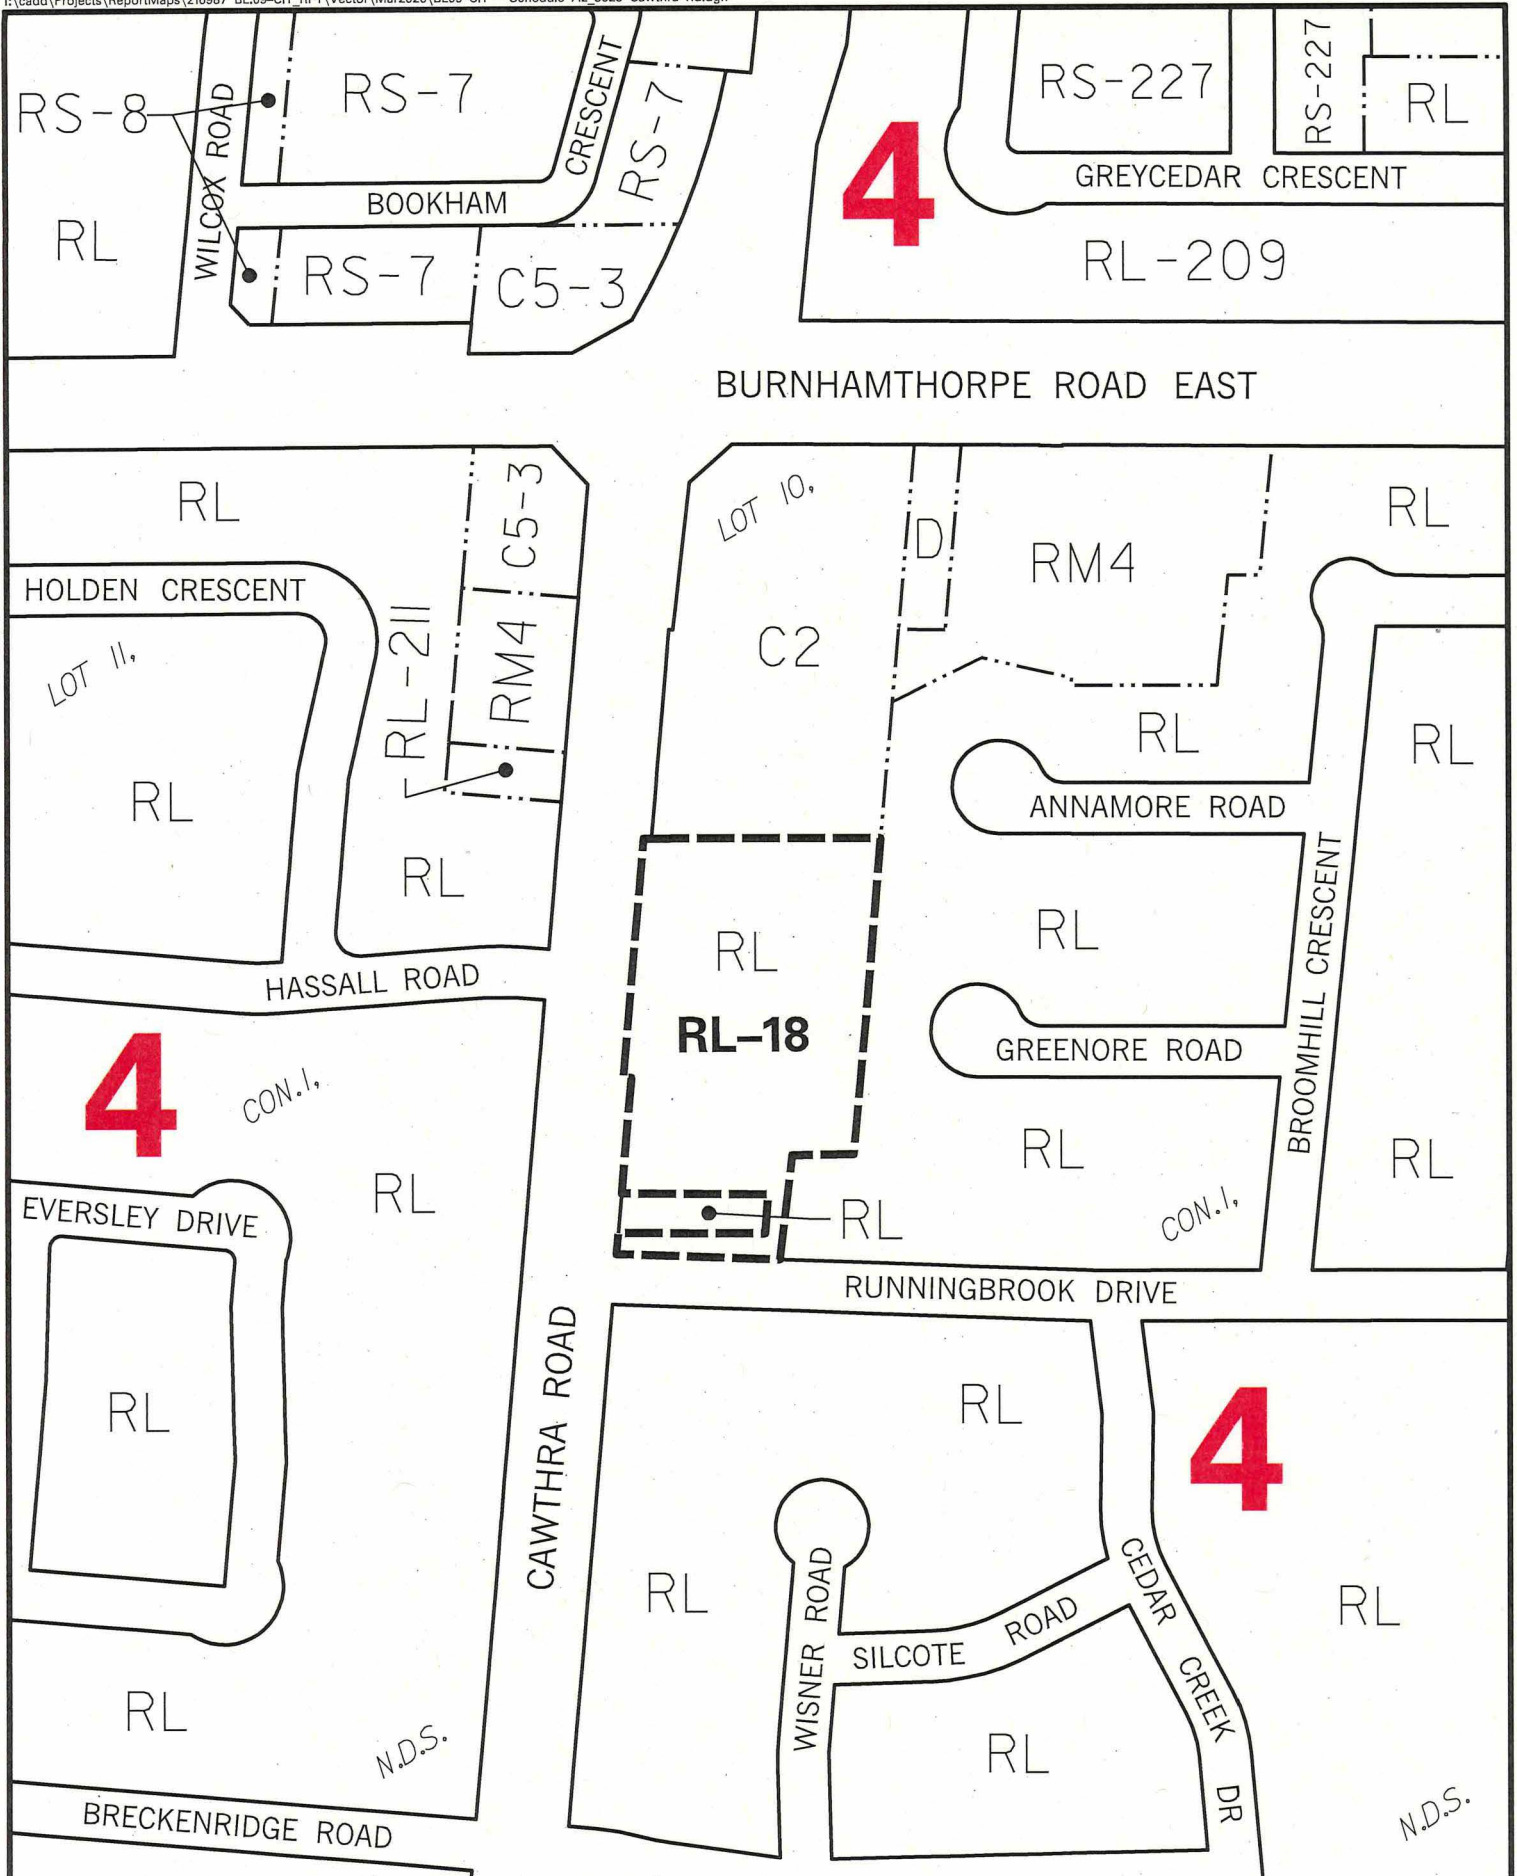 RS-8
RS-7
CRESCENT
RS-7
RS-227
RS-227
RL
WILCOX ROAD
BOOKHAM
4
GREYCEDAR CRESCENT
RL
RS-7
C5-3
RL-209
BURNHAMTHORPE ROAD EAST
RL
C5-3
LOT 10,
D
RM4
RL
HOLDEN CRESCENT
LOT 11,
RL-211
RM4
C2
RL
RL
RL
ANNAMORE ROAD
RL
RL
RL
BROOMHILL CRESCENT
HASSALL ROAD
RL-18
GREENORE ROAD
4
CON.1,
RL
RL
RL
EVERSLEY DRIVE
RL
CON.1,
RUNNINGBROOK DRIVE
CAWTHRA ROAD
RL
RL
4
RL
WISNER ROAD
SILCOTE ROAD
CEDAR CREEK DR
RL
RL
N.D.S.
RL
N.D.S.
BRECKENRIDGE ROAD